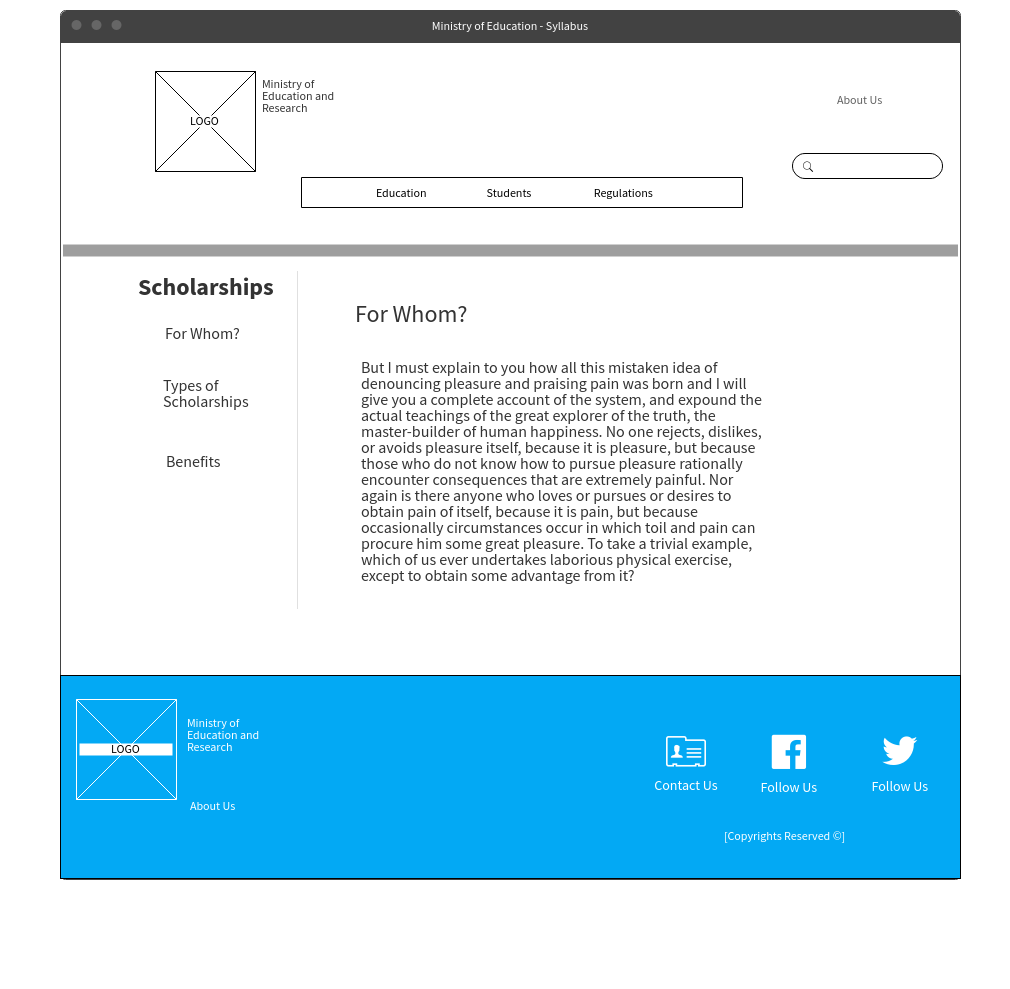 Ministry of Education - Syllabus
Ministry of
Education and
Research
LOGO
About Us
Education Students Regulations
Scholarships
For Whom?
Types of
Scholarships
Benefits
For Whom?
But I must explain to you how all this mistaken idea of
denouncing pleasure and praising pain was born and I will
give you a complete account of the system, and expound the
actual teachings of the great explorer of the truth, the
master-builder of human happiness. No one rejects, dislikes,
or avoids pleasure itself, because it is pleasure, but because
those who do not know how to pursue pleasure rationally
encounter consequences that are extremely painful. Nor
again is there anyone who loves or pursues or desires to
obtain pain of itself, because it is pain, but because
occasionally circumstances occur in which toil and pain can
procure him some great pleasure. To take a trivial example,
which of us ever undertakes laborious physical exercise,
except to obtain some advantage from it?
Ministry of
Education and
Research
LOGO
About Us
Contact Us
Follow Us
Follow Us
[Copyrights Reserved ©]